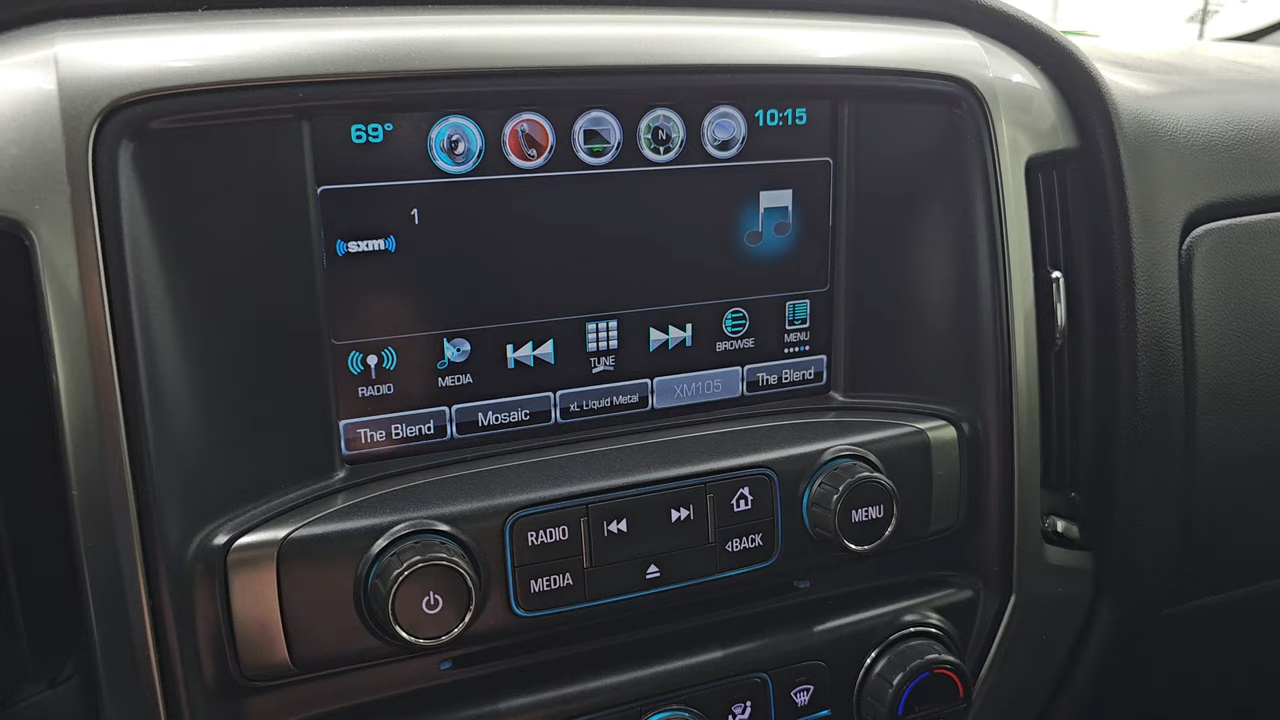 69°
N
10:15
1
sxm
RADIO
MEDIA
TUNE
BROWSE
MENU
The Blend
Mosaic
xL Liquid Metal
XM105
The Blend
RADIO
MEDIA
BACK
MENU